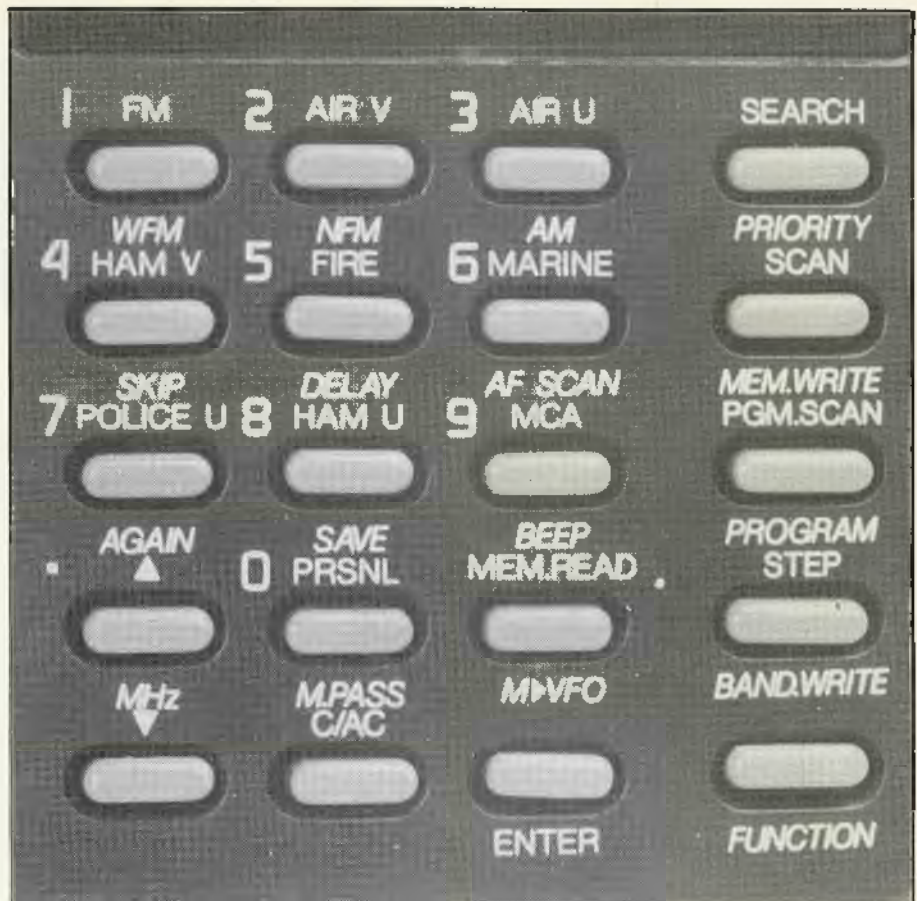 1 FM 2 AIR V 3 AIR U SEARCH
WFM NFM AM PRIORITY
4 HAM V 5 FIRE 6 MARINE SCAN
SKIP DELAY AF SCAN MEM.WRITE
7 POLICE U 8 HAM U 9 MCA PGM.SCAN
AGAIN SAVE BEEP PROGRAM
. ▲ 0 PRSNL MEM.READ . STEP
MHz M.PASS M▶VFO BAND.WRITE
▼ C/AC
ENTER FUNCTION